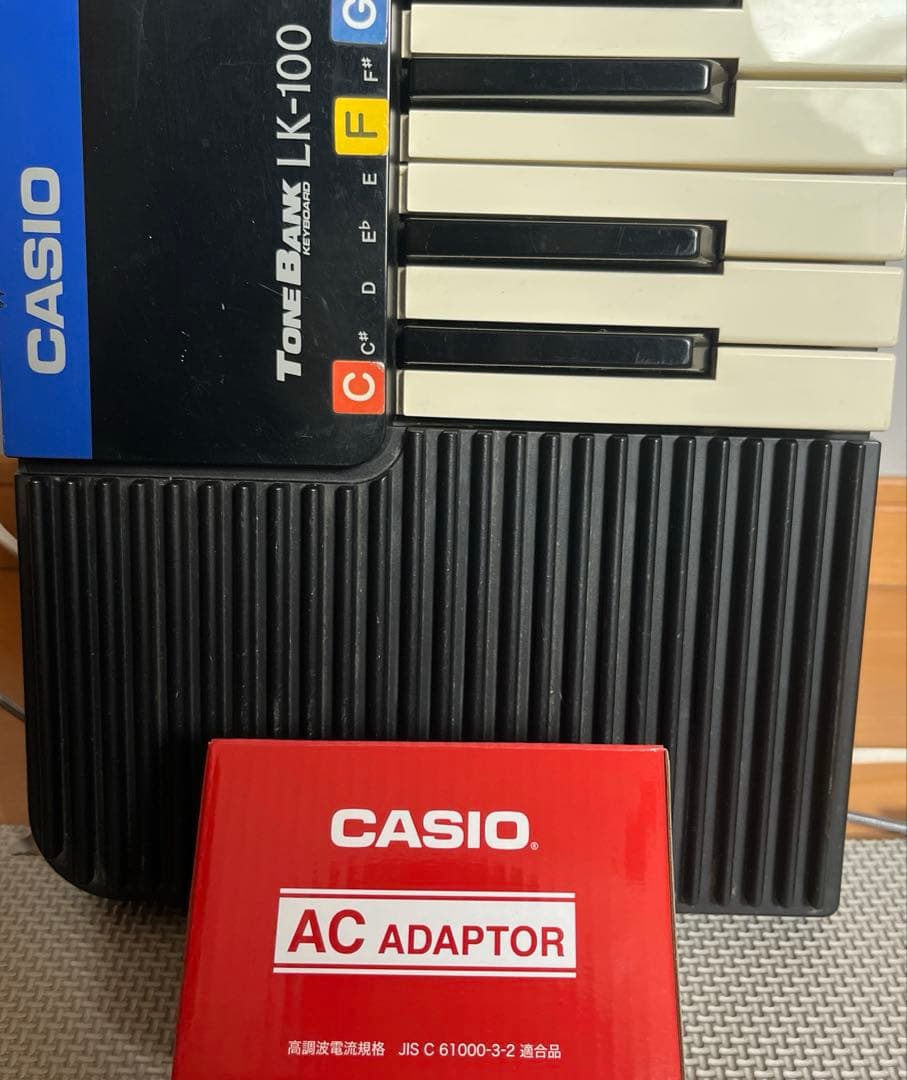 CASIO
TONE BANK LK-100
KEYBOARD
C
C#
D
E♭
E
F
F#
G
CASIO®
AC ADAPTOR
高調波電流規格 JIS C 61000-3-2 適合品